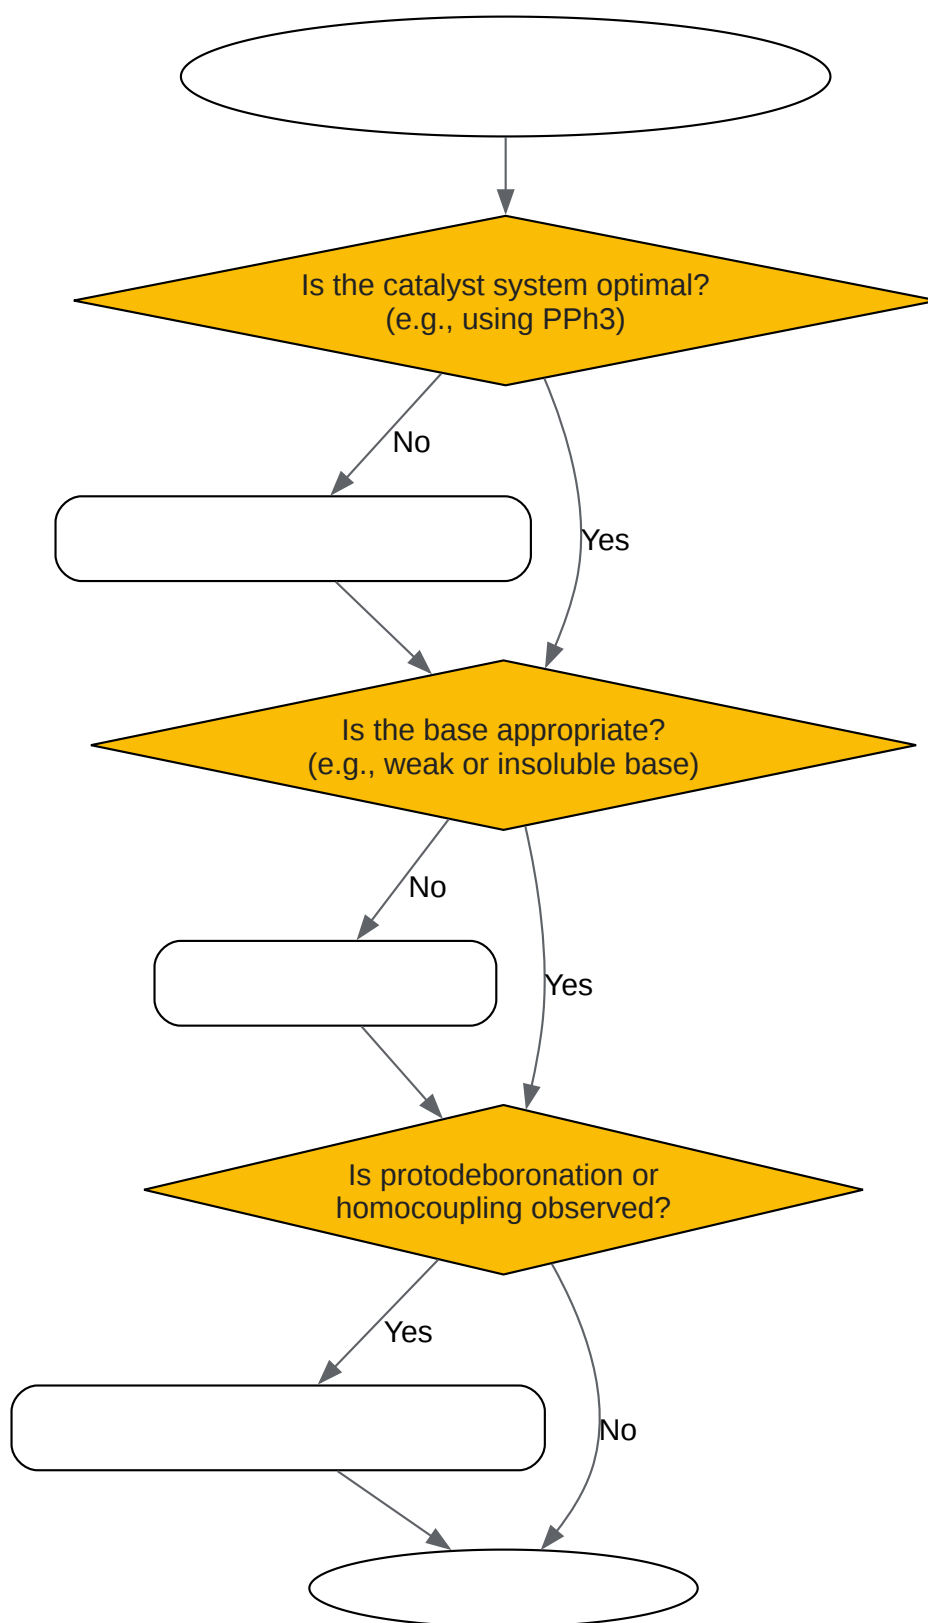 Is the catalyst system optimal?
(e.g., using PPh3)
No
Yes
Is the base appropriate?
(e.g., weak or insoluble base)
No
Yes
Is protodeboronation or
homocoupling observed?
Yes
No